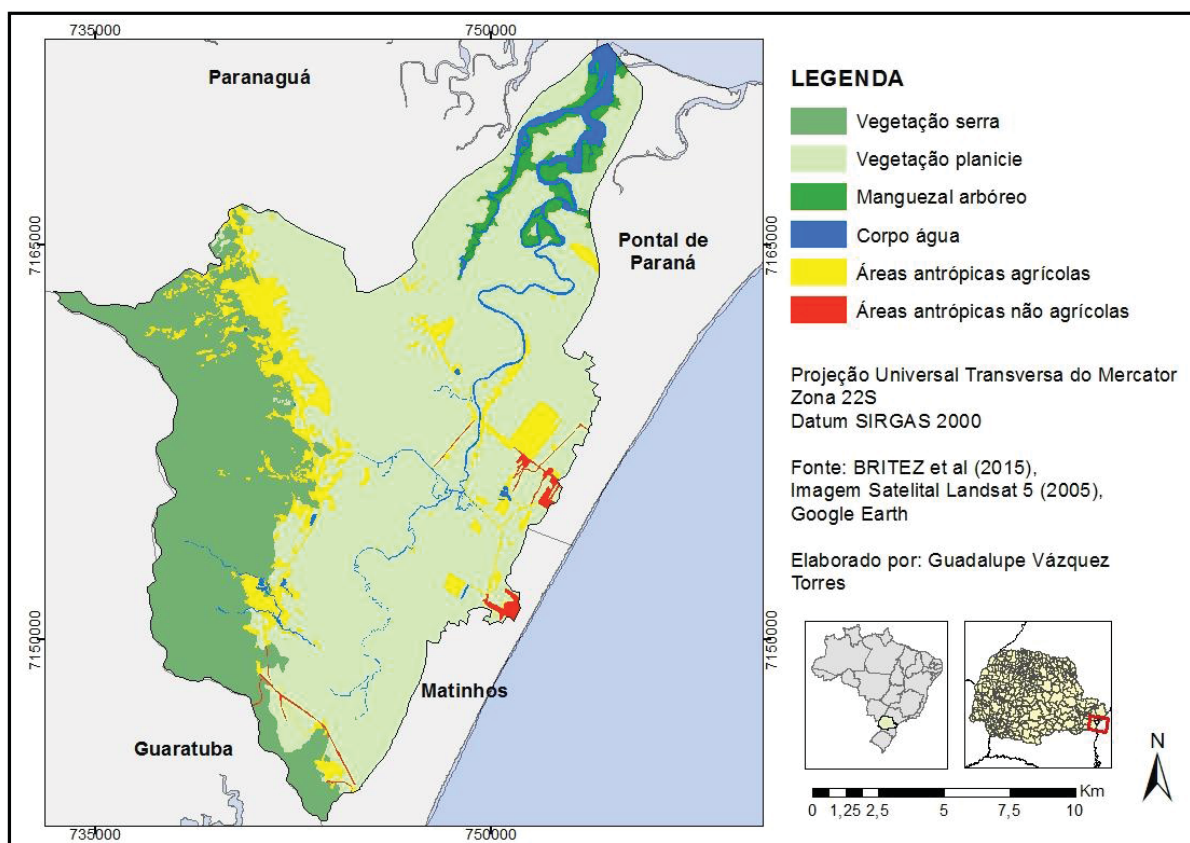 735000
750000
Paranaguá
7165000
7165000
Pontal de
Paraná
7150000
7150000
Matinhos
Guaratuba
735000
750000
LEGENDA
Vegetação serra
Vegetação planicie
Manguezal arbóreo
Corpo água
Áreas antrópicas agrícolas
Áreas antrópicas não agrícolas
Projeção Universal Transversa do Mercator
Zona 22S
Datum SIRGAS 2000
Fonte: BRITEZ et al (2015),
Imagem Satelital Landsat 5 (2005),
Google Earth
Elaborado por: Guadalupe Vázquez
Torres
N
Km
0 1,25 2,5 5 7,5 10